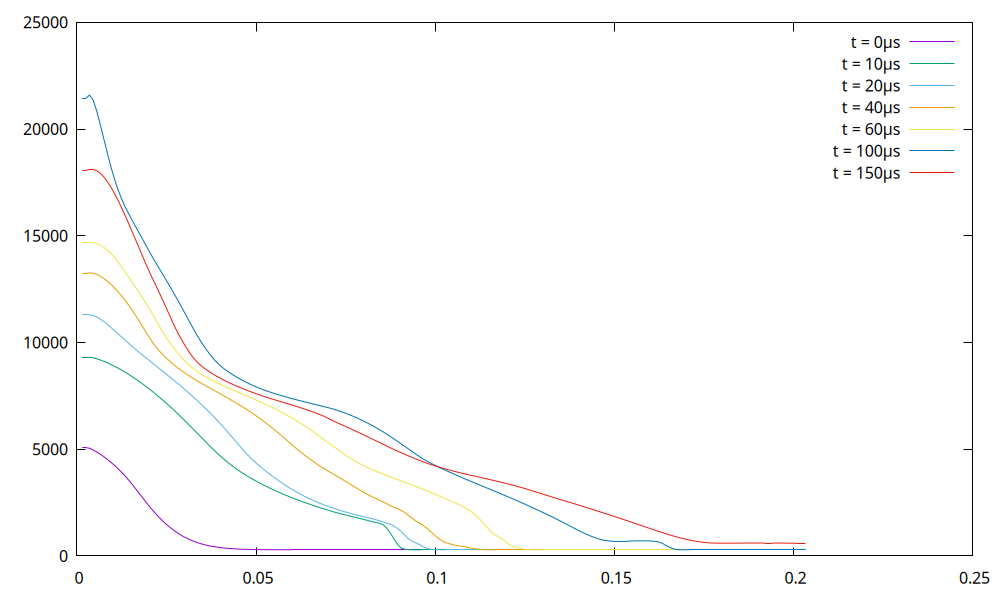 25000
20000
15000
10000
5000
0
0
0.05
0.1
0.15
0.2
0.25
t = 0µs
t = 10µs
t = 20µs
t = 40µs
t = 60µs
t = 100µs
t = 150µs